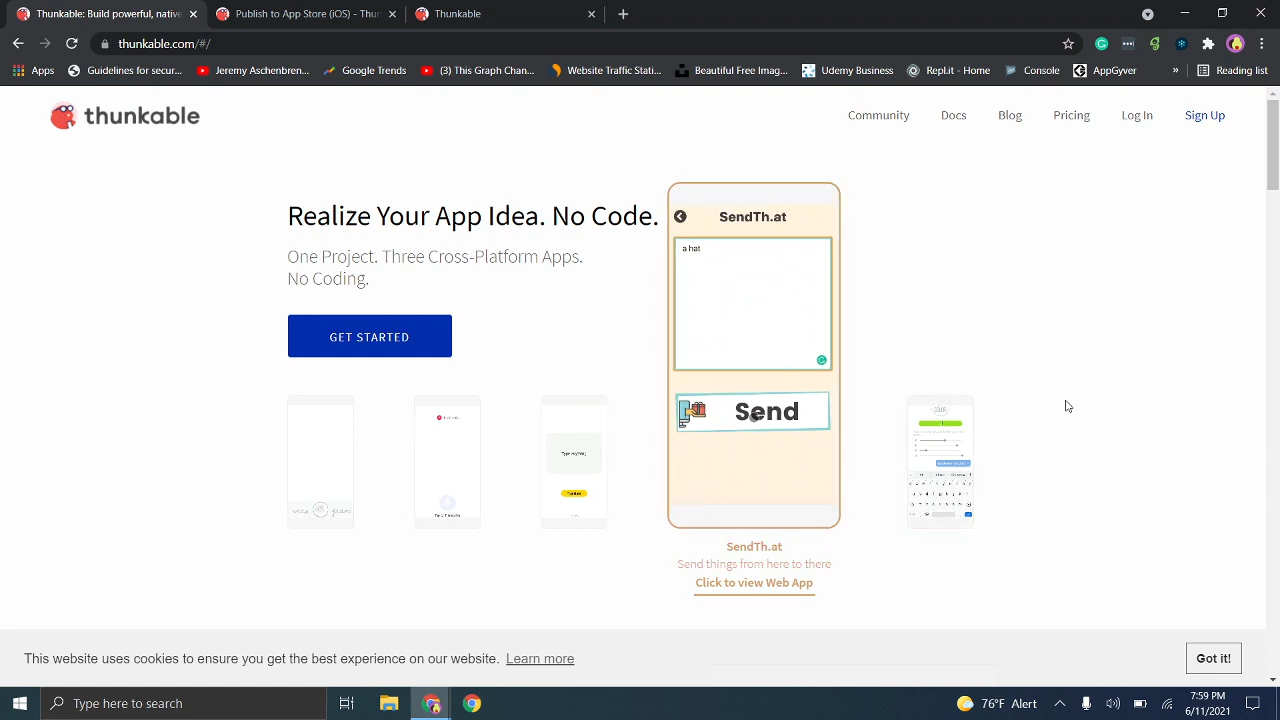 Thunkable: Build powerful, nativ
Publish to App Store (iOS) - Thun
Thunkable
thunkable.com/#/
Apps
Guidelines for secur...
Jeremy Aschenbren...
Google Trends
(3) This Graph Chan...
Website Traffic Stati...
Beautiful Free Imag...
Udemy Business
Repl.it - Home
Console
AppGyver
»
Reading list
thunkable
Community
Docs
Blog
Pricing
Log In
Sign Up
Realize Your App Idea. No Code.
One Project. Three Cross-Platform Apps.
No Coding.
GET STARTED
SendTh.at
a hat
Send
Type Anything
SendTh.at
Send things from here to there
Click to view Web App
This website uses cookies to ensure you get the best experience on our website. Learn more
Got it!
Type here to search
76°F Alert
7:59 PM
6/11/2021